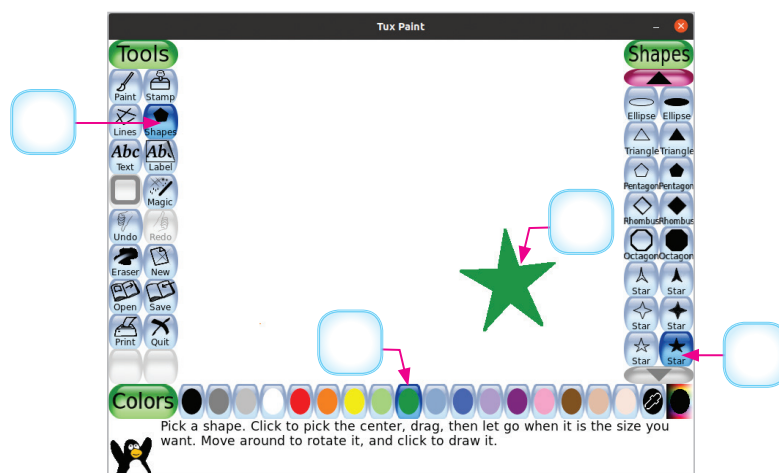 Tux Paint
Tools
Shapes
Paint Stamp
Lines Shapes
Abc Abc
Text Label
Magic
Undo Redo
Eraser New
Open Save
Print Quit
Ellipse Ellipse
Triangle Triangle
Pentagon Pentagon
Rhombus Rhombus
Octagon Octagon
Star Star
Star Star
Star Star
Colors
Pick a shape. Click to pick the center, drag, then let go when it is the size you
want. Move around to rotate it, and click to draw it.